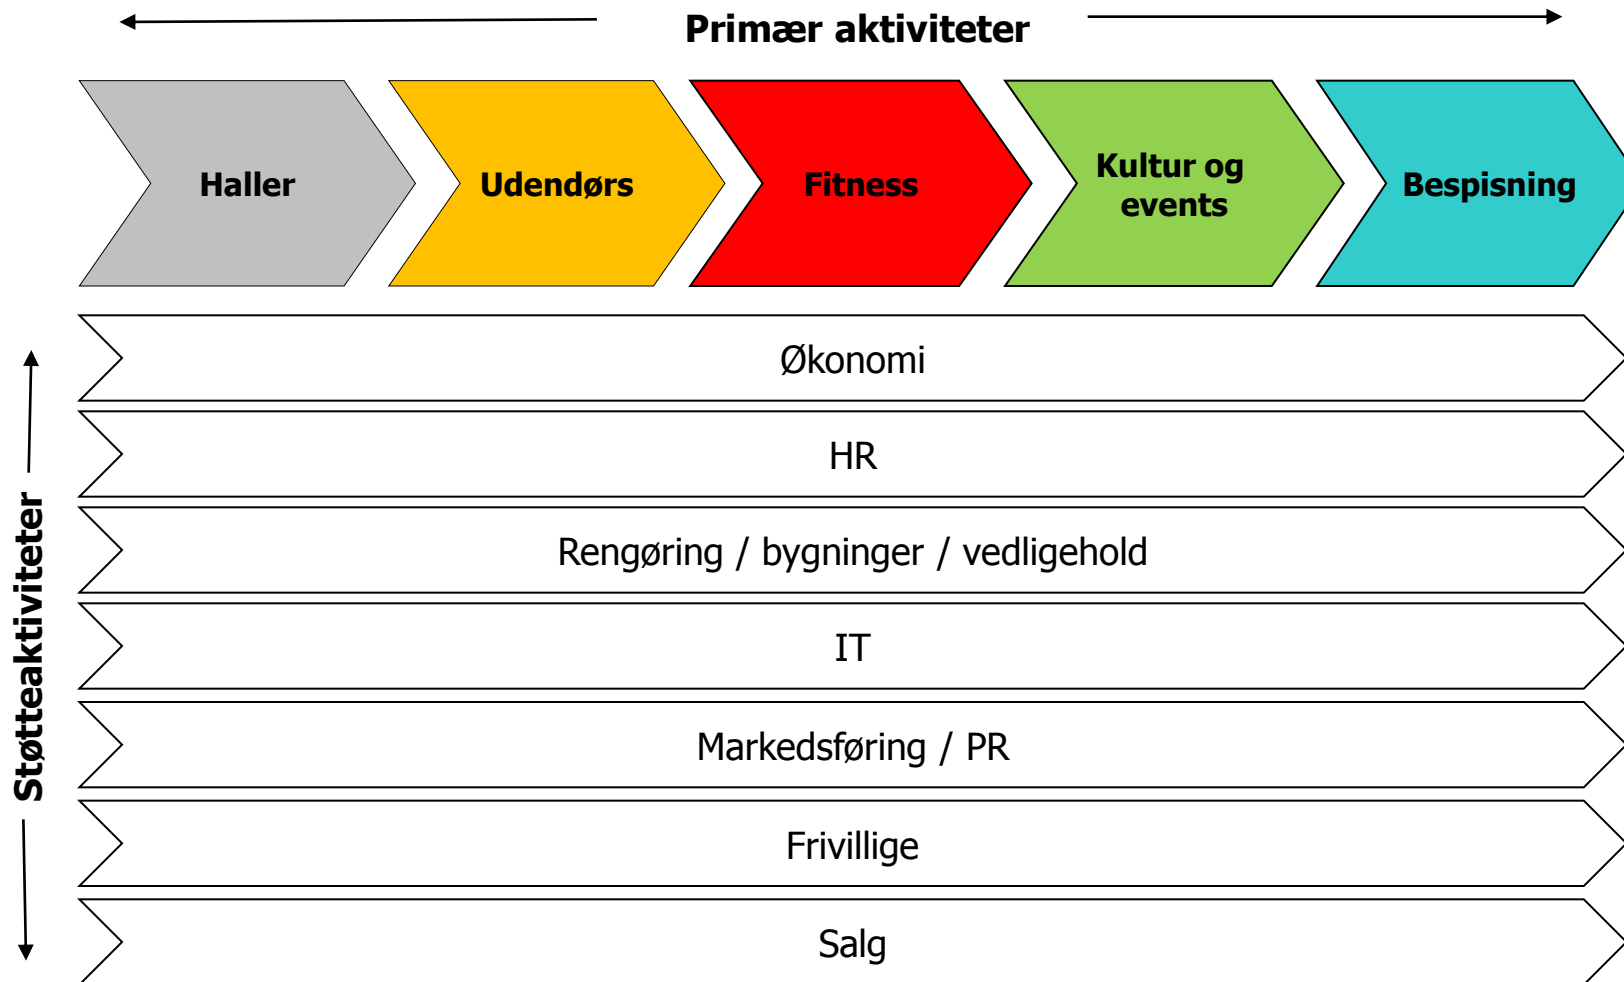 Primær aktiviteter
Haller
Udendørs
Fitness
Kultur og
events
Bespisning
Støtteaktiviteter
Økonomi
HR
Rengøring / bygninger / vedligehold
IT
Markedsføring / PR
Frivillige
Salg